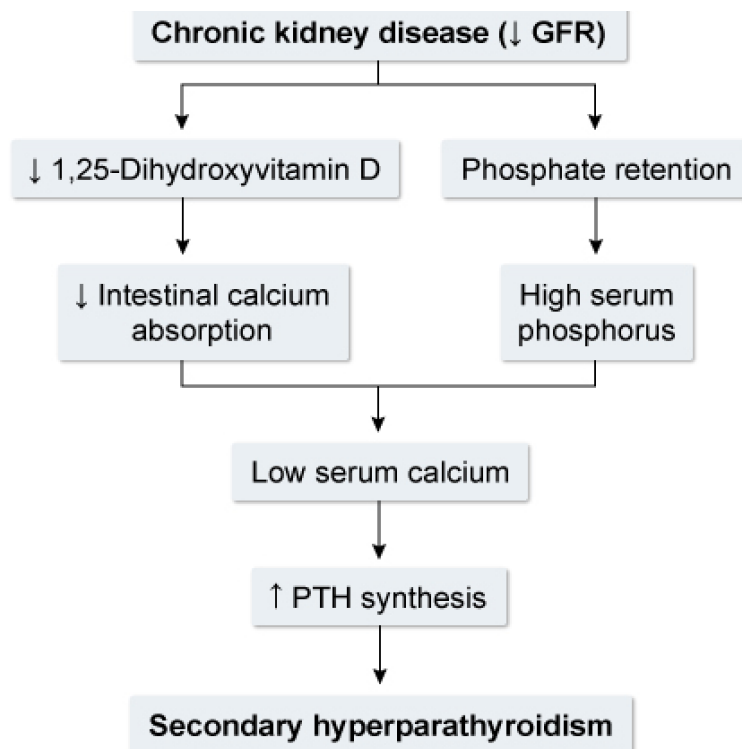 Chronic kidney disease (↓ GFR)
↓ 1,25-Dihydroxyvitamin D
Phosphate retention
↓ Intestinal calcium
absorption
High serum
phosphorus
Low serum calcium
↑ PTH synthesis
Secondary hyperparathyroidism